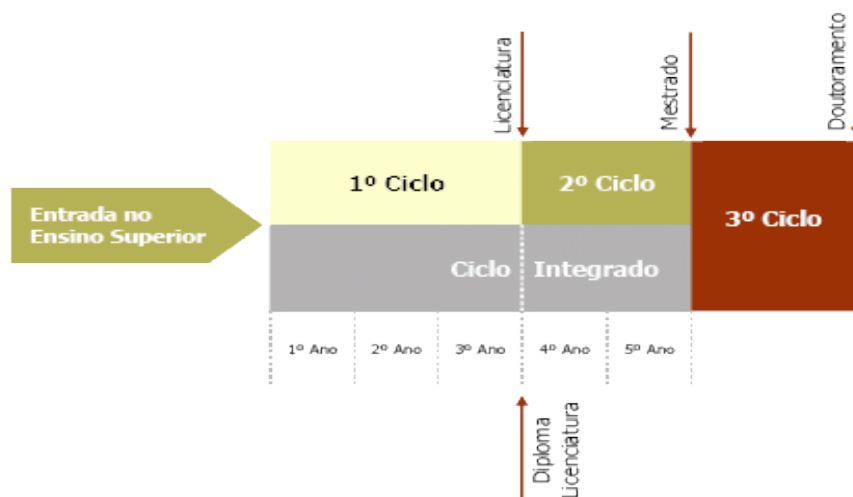 Licenciatura
Mestrado
Doutoramento
1º Ciclo
2º Ciclo
3º Ciclo
Entrada no
Ensino Superior
Ciclo Integrado
1º Ano
2º Ano
3º Ano
4º Ano
5º Ano
Diploma
Licenciatura